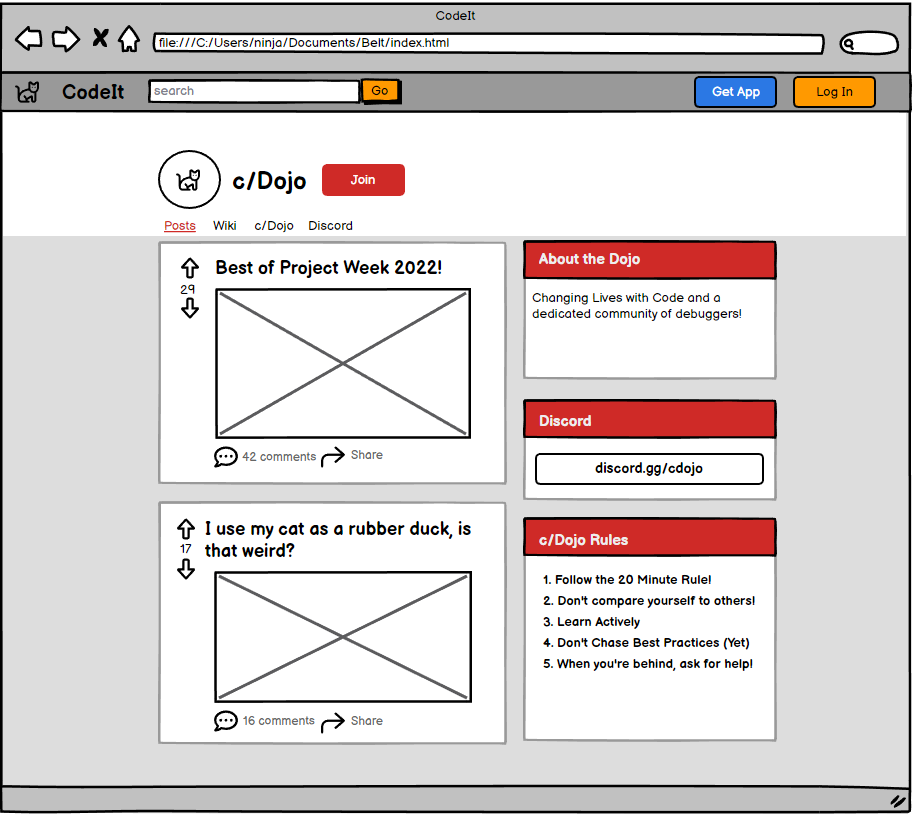 CodeIt
file:///C:/Users/ninja/Documents/Belt/index.html
CodeIt
search
Go
Get App
Log In
c/Dojo
Join
Posts Wiki c/Dojo Discord
Best of Project Week 2022!
29
42 comments
Share
I use my cat as a rubber duck, is
that weird?
17
16 comments
Share
About the Dojo
Changing Lives with Code and a
dedicated community of debuggers!
Discord
discord.gg/cdojo
c/Dojo Rules
1. Follow the 20 Minute Rule!
2. Don't compare yourself to others!
3. Learn Actively
4. Don't Chase Best Practices (Yet)
5. When you're behind, ask for help!